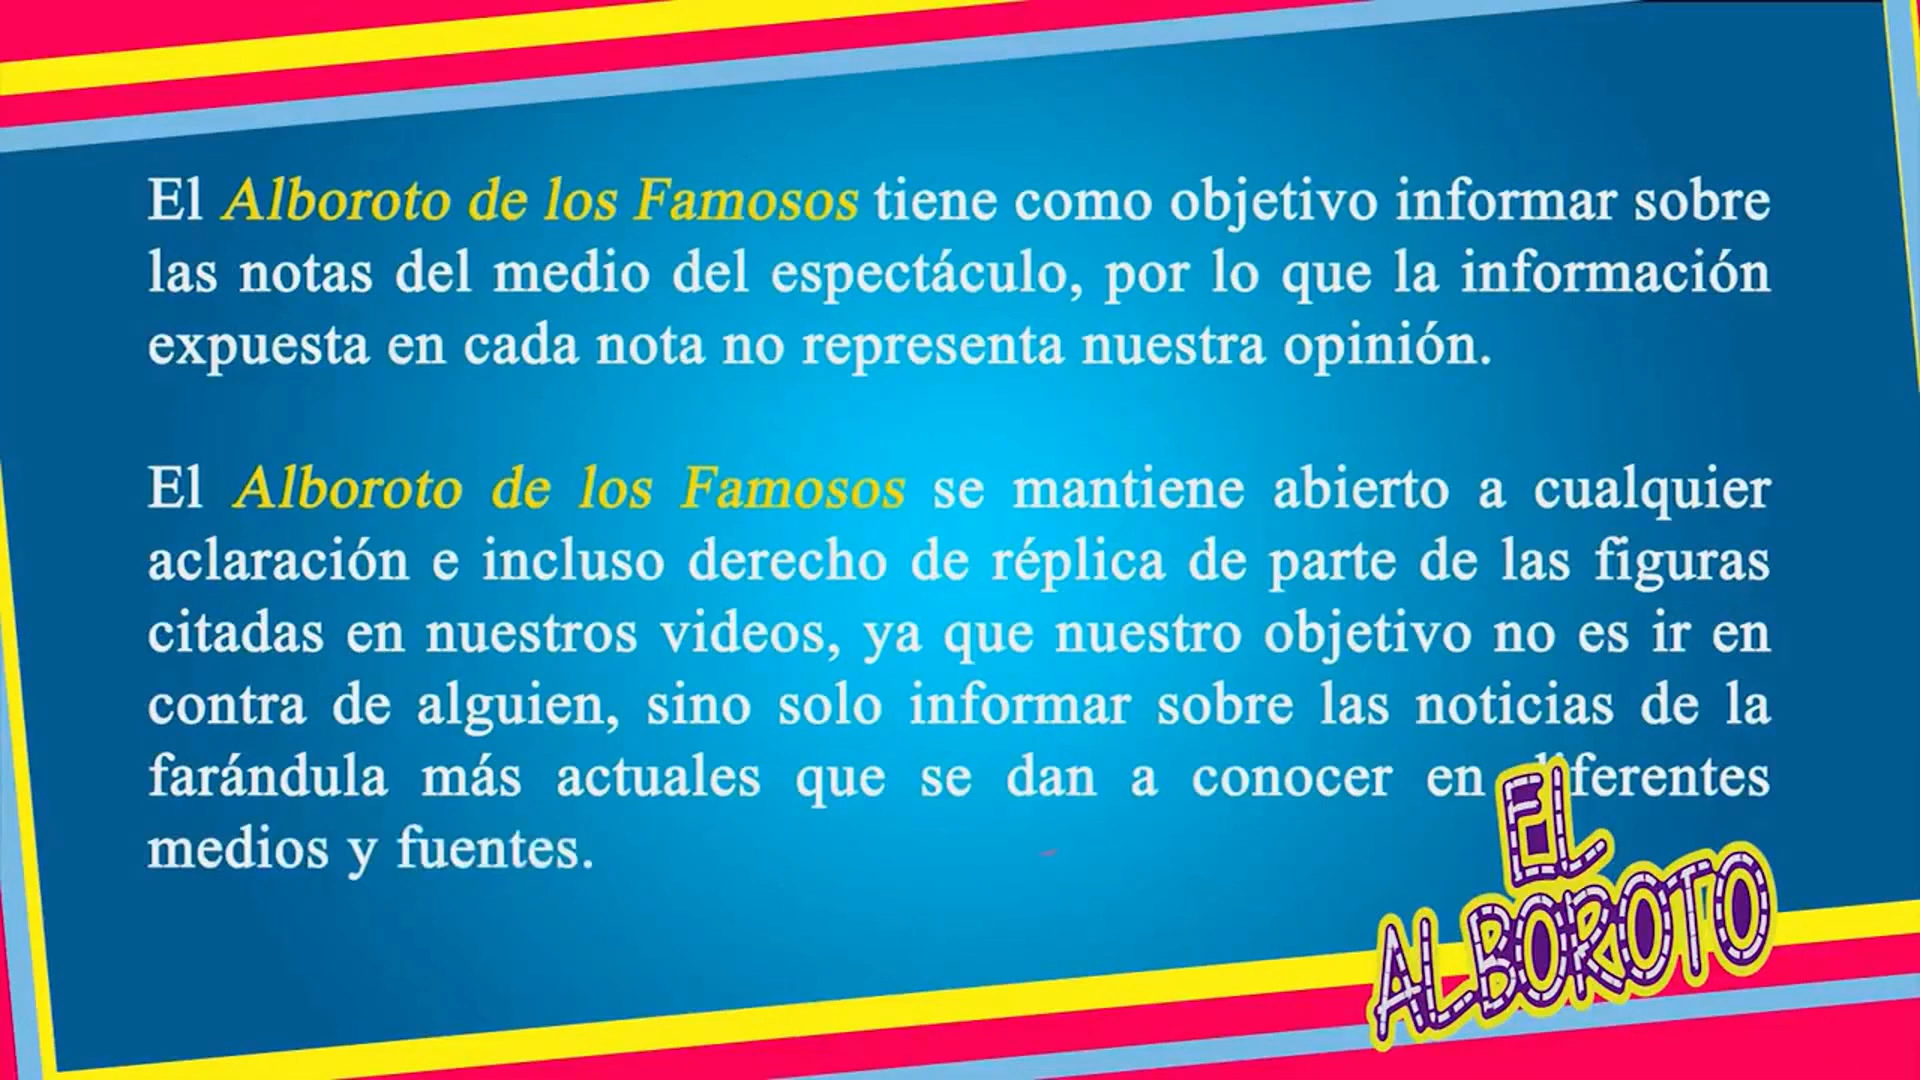 El Alboroto de los Famosos tiene como objetivo informar sobre
las notas del medio del espectáculo, por lo que la información
expuesta en cada nota no representa nuestra opinión.
El Alboroto de los Famosos se mantiene abierto a cualquier
aclaración e incluso derecho de réplica de parte de las figuras
citadas en nuestros videos, ya que nuestro objetivo no es ir en
contra de alguien, sino solo informar sobre las noticias de la
farándula más actuales que se dan a conocer en diferentes
medios y fuentes.
EL
ALBOROTO